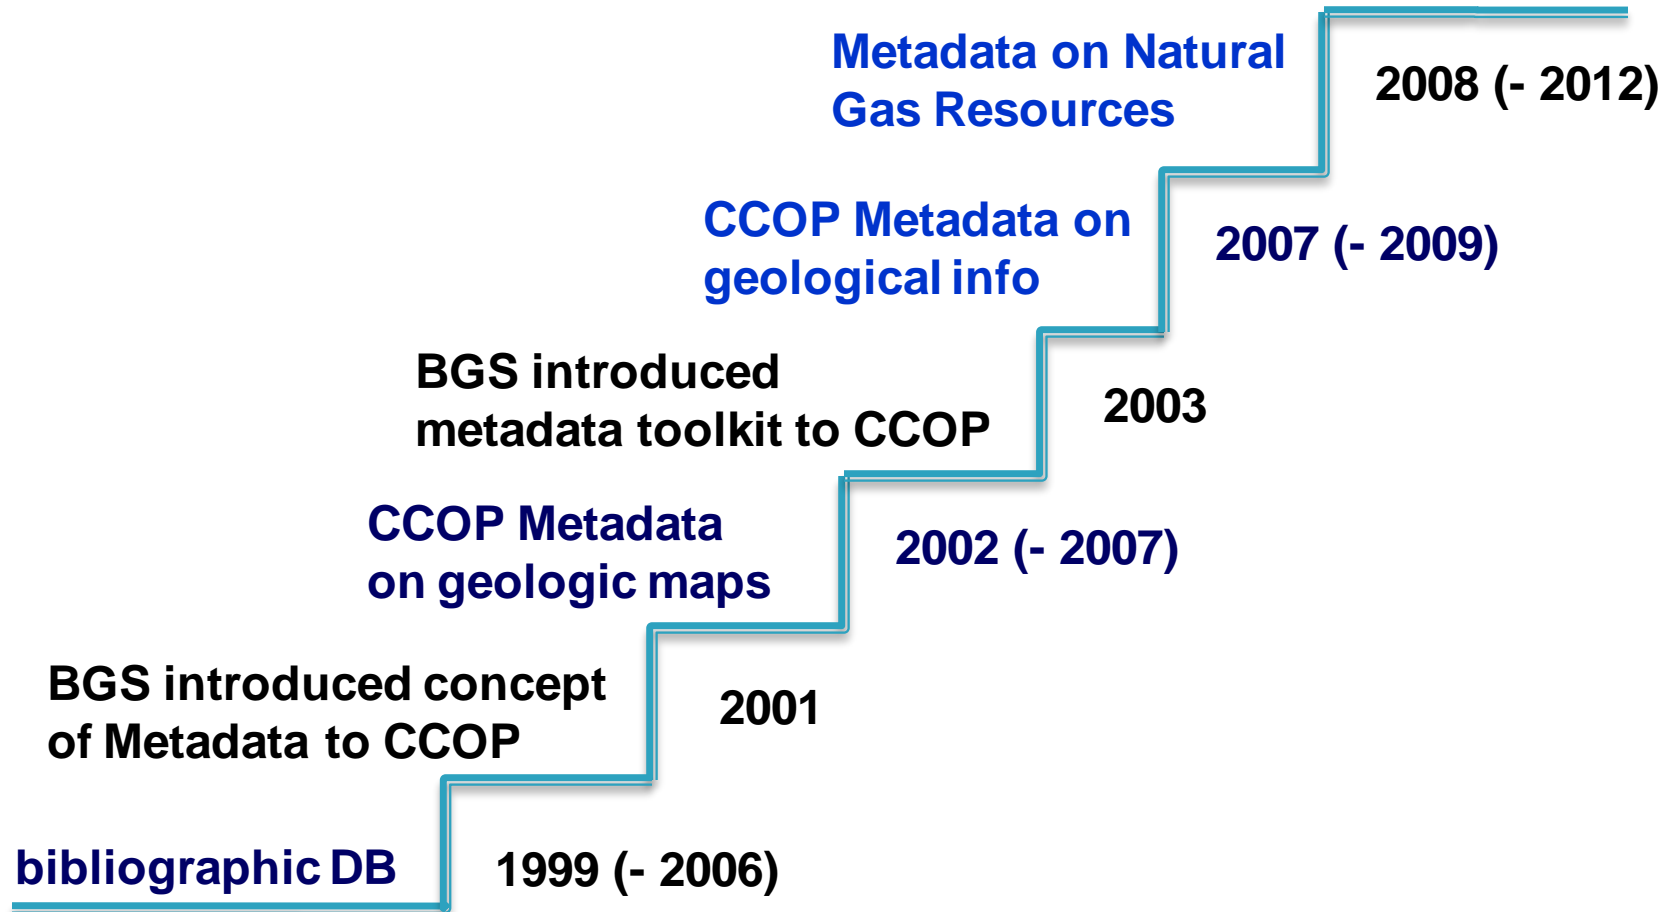 Metadata on Natural
Gas Resources
2008 (- 2012)
CCOP Metadata on
geological info
2007 (- 2009)
BGS introduced
metadata toolkit to CCOP
2003
CCOP Metadata
on geologic maps
2002 (- 2007)
BGS introduced concept
of Metadata to CCOP
2001
bibliographic DB
1999 (- 2006)